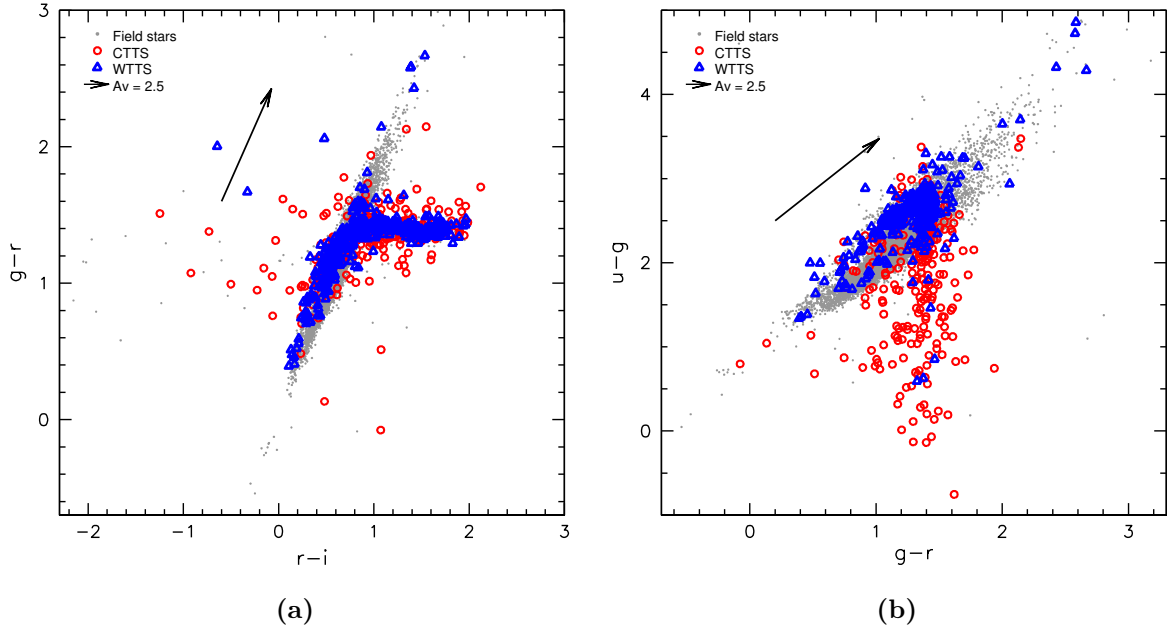 Field stars
CTTS
WTTS
Av = 2.5
3
2
1
0
g−r
−2
−1
0
1
2
3
r−i
(a)
Field stars
CTTS
WTTS
Av = 2.5
4
2
0
u−g
0
1
2
3
g−r
(b)